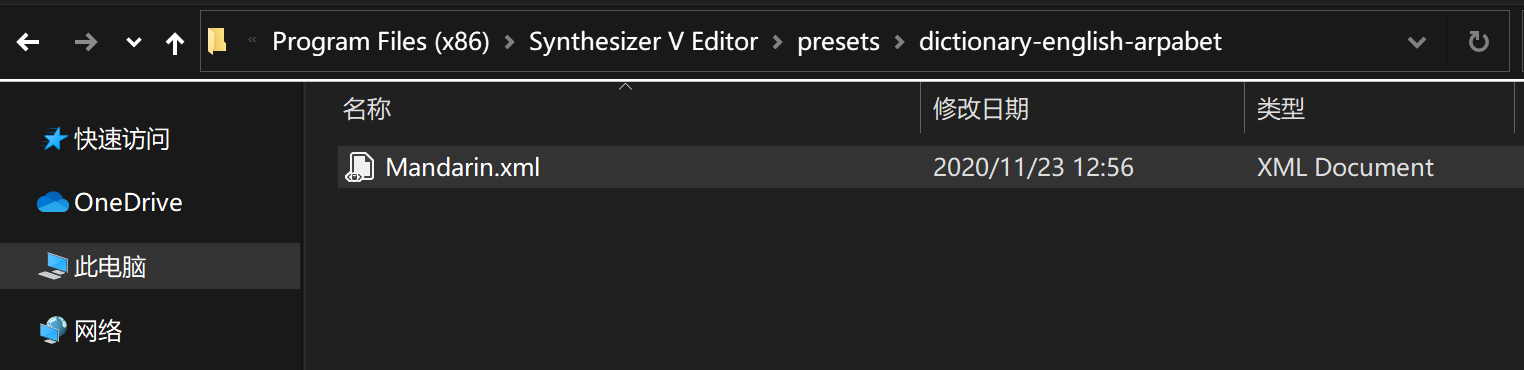 « Program Files (x86) > Synthesizer V Editor > presets > dictionary-english-arpabet
名称 修改日期 类型
快速访问
Mandarin.xml 2020/11/23 12:56 XML Document
OneDrive
此电脑
网络